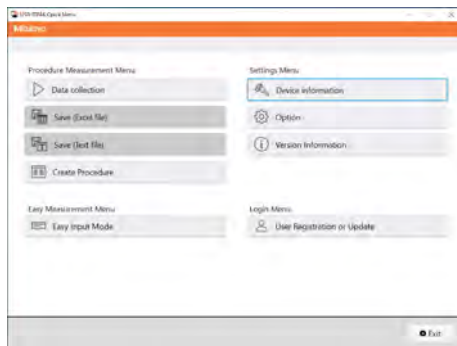 Mitutoyo
Procedure Measurement Menu
Data collection
Save (Excel file)
Save (Text file)
Create Procedure
Easy Measurement Menu
Easy Input Mode
Settings Menu
Device information
Option
Version Information
Login Menu
User Registration or Update
Exit